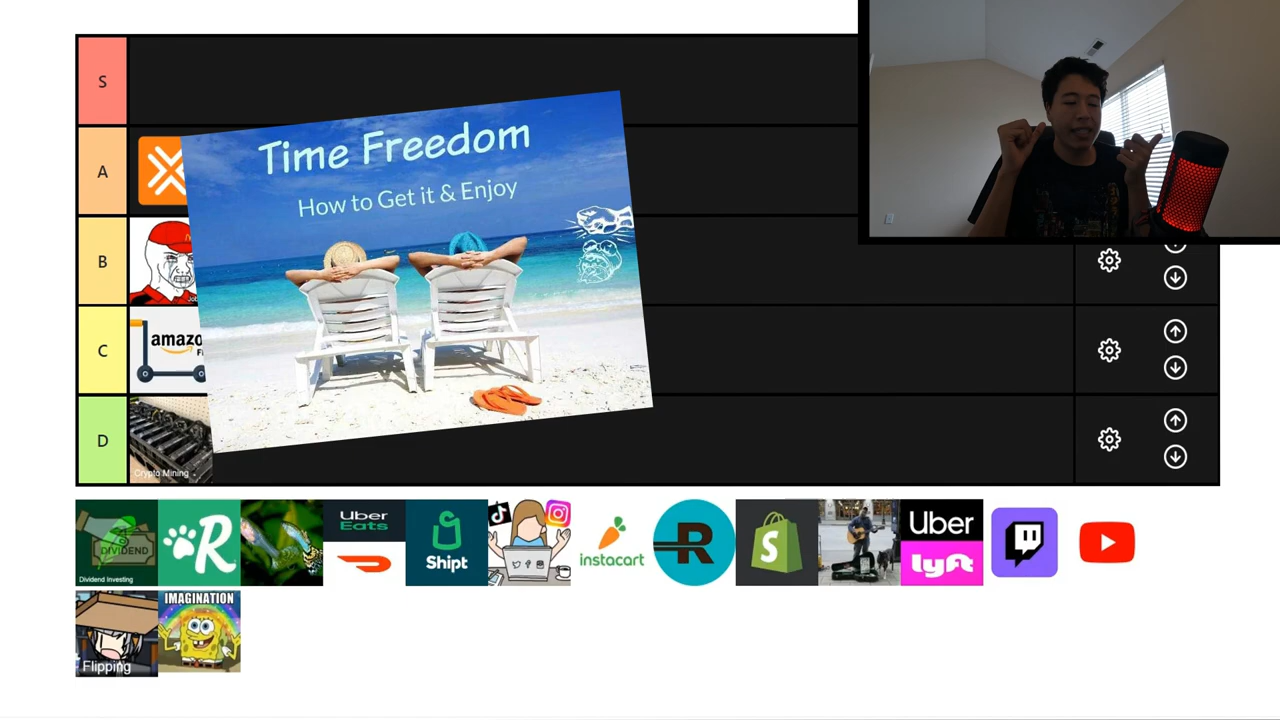 S
Time Freedom
How to Get it & Enjoy
A
B
C
amazo
F
D
Crypto Mining
DIVIDEND
Dividend Investing
R
Uber
Eats
Shipt
instacart
R
S
Uber
lyft
Flipping
IMAGINATION